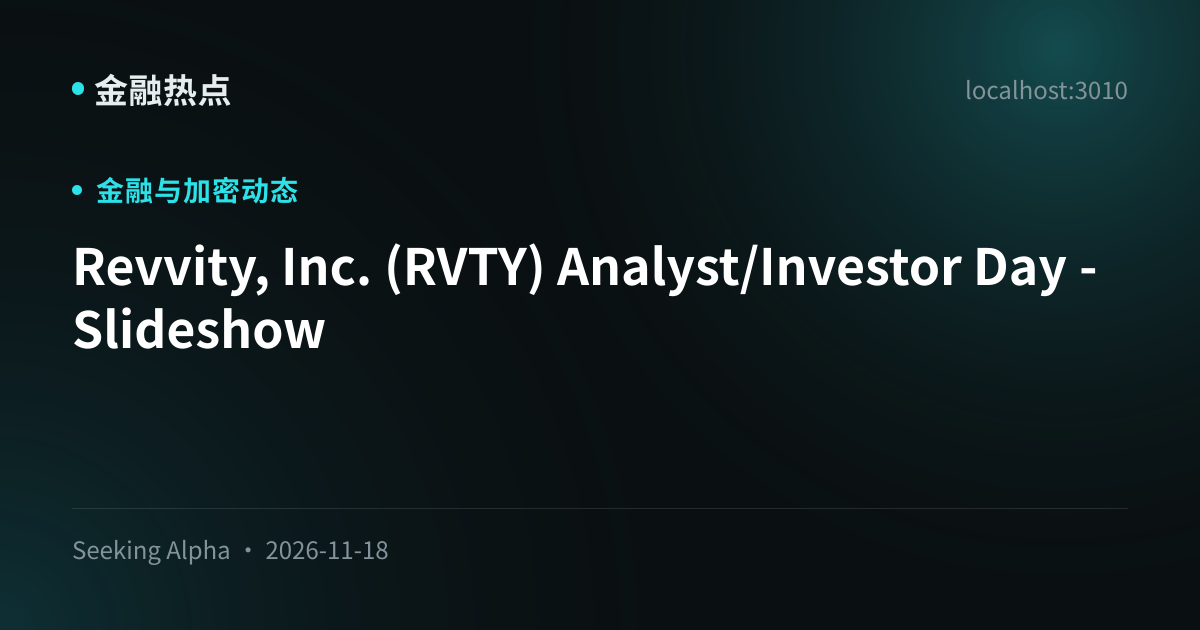 金融热点
localhost:3010
金融与加密动态
Revvity, Inc. (RVTY) Analyst/Investor Day -
Slideshow
Seeking Alpha • 2026-11-18